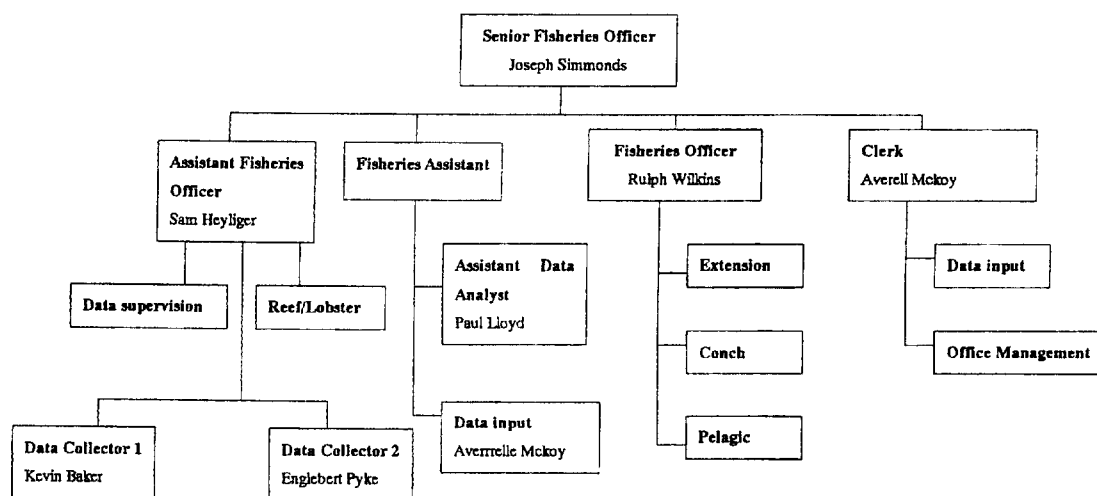 Senior Fisheries Officer
Joseph Simmonds
Assistant Fisheries
Officer
Sam Heyliger
Fisheries Assistant
Fisheries Officer
Ralph Wilkins
Clerk
Averell Mckoy
Data supervision
Reef/Lobster
Assistant Data
Analyst
Paul Lloyd
Extension
Data input
Conch
Office Management
Data Collector 1
Kevin Baker
Data Collector 2
Englebert Pyke
Data input
Averrrelle Mckoy
Pelagic